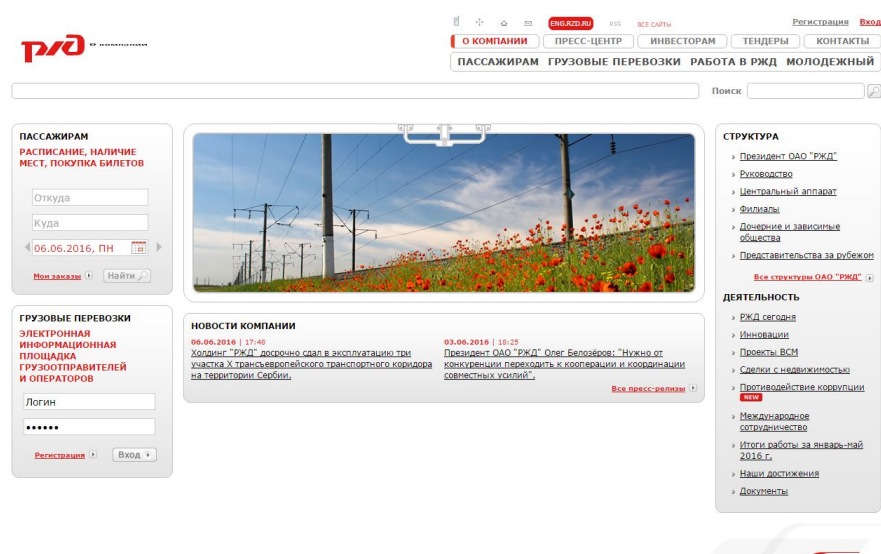 ENG.RZD.RU RSS ВСЕ САЙТЫ Регистрация Вход
РЖД О компании
О КОМПАНИИ ПРЕСС-ЦЕНТР ИНВЕСТОРАМ ТЕНДЕРЫ КОНТАКТЫ
ПАССАЖИРАМ ГРУЗОВЫЕ ПЕРЕВОЗКИ РАБОТА В РЖД МОЛОДЕЖНЫЙ
Поиск
ПАССАЖИРАМ
РАСПИСАНИЕ, НАЛИЧИЕ
МЕСТ, ПОКУПКА БИЛЕТОВ
Откуда
Куда
06.06.2016, ПН
Мои заказы Найти
ГРУЗОВЫЕ ПЕРЕВОЗКИ
ЭЛЕКТРОННАЯ
ИНФОРМАЦИОННАЯ
ПЛОЩАДКА
ГРУЗООТПРАВИТЕЛЕЙ
И ОПЕРАТОРОВ
Логин
••••••
Регистрация Вход
НОВОСТИ КОМПАНИИ
06.06.2016 | 17:48
Холдинг "РЖД" досрочно сдал в эксплуатацию три
участка X трансъевропейского транспортного коридора
на территории Сербии.
03.06.2016 | 18:25
Президент ОАО "РЖД" Олег Белозёров: "Нужно от
конкуренции переходить к кооперации и координации
совместных усилий".
Все пресс-релизы
СТРУКТУРА
Президент ОАО "РЖД"
Руководство
Центральный аппарат
Филиалы
Дочерние и зависимые
общества
Представительства за рубежом
Все структуры ОАО "РЖД"
ДЕЯТЕЛЬНОСТЬ
РЖД сегодня
Инновации
Проекты ВСМ
Сделки с недвижимостью
Противодействие коррупции
NEW
Международное
сотрудничество
Итоги работы за январь-май
2016 г.
Наши достижения
Документы